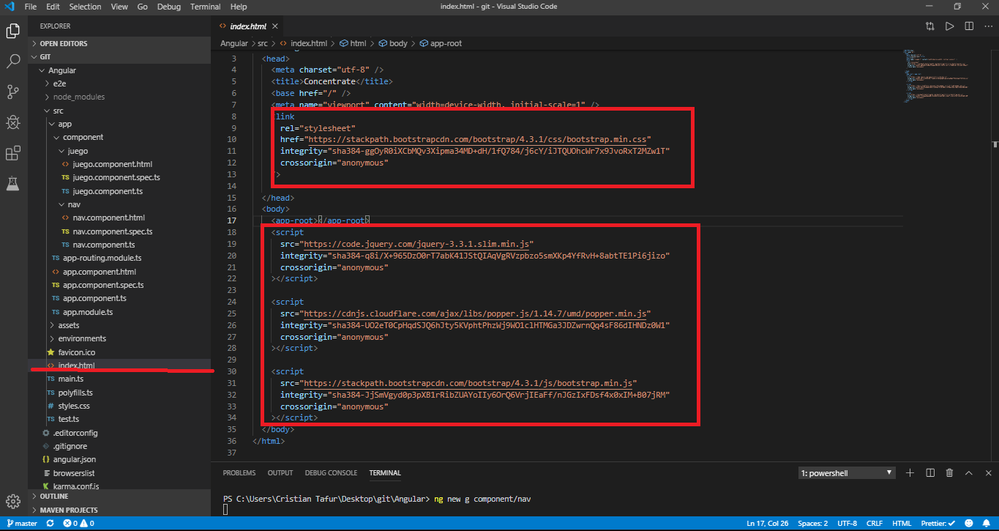 File Edit Selection View Go Debug Terminal Help
index.html - git - Visual Studio Code
EXPLORER
OPEN EDITORS
GIT
Angular
e2e
node_modules
src
app
component
juego
juego.component.html
TS juego.component.spec.ts
TS juego.component.ts
nav
nav.component.html
TS nav.component.spec.ts
TS nav.component.ts
TS app-routing.module.ts
app.component.html
TS app.component.spec.ts
TS app.component.ts
TS app.module.ts
assets
environments
favicon.ico
index.html
TS main.ts
TS polyfills.ts
# styles.css
TS test.ts
.editorconfig
.gitignore
{} angular.json
browserslist
karma.conf.js
OUTLINE
MAVEN PROJECTS
<> index.html
Angular > src > <> index.html > html > body > app-root
3 <head>
4 <meta charset="utf-8" />
5 <title>Concentrate</title>
6 <base href="/" />
7 <meta name="viewport" content="width=device-width, initial-scale=1" />
8 link
9 rel="stylesheet"
10 href="https://stackpath.bootstrapcdn.com/bootstrap/4.3.1/css/bootstrap.min.css"
11 integrity="sha384-ggOyR0iXCbMQv3Xipma34MD+dH/1fQ784/j6cY/iJTQUOhcWr7x9JvoRxT2MZw1T"
12 crossorigin="anonymous"
13 >
14
15 </head>
16 <body>
17 <app-root></app-root>
18 <script
19 src="https://code.jquery.com/jquery-3.3.1.slim.min.js"
20 integrity="sha384-q8i/X+965DzO0rT7abK41JStQIAqVgRVzpbzo5smXKp4YfRvH+8abtTE1Pi6jizo"
21 crossorigin="anonymous"
22 ></script>
23
24 <script
25 src="https://cdnjs.cloudflare.com/ajax/libs/popper.js/1.14.7/umd/popper.min.js"
26 integrity="sha384-UO2eT0CpHqdSJQ6hJty5KVphtPhzWj9WO1clHTMGa3JDZwrnQq4sF86dIHNDz0W1"
27 crossorigin="anonymous"
28 ></script>
29
30 <script
31 src="https://stackpath.bootstrapcdn.com/bootstrap/4.3.1/js/bootstrap.min.js"
32 integrity="sha384-JjSmVgyd0p3pXB1rRibZUAYoIIy6OrQ6VrjIEaFf/nJGzIxFDsf4x0xIM+B07jRM"
33 crossorigin="anonymous"
34 ></script>
35 </body>
36 </html>
37
PROBLEMS OUTPUT DEBUG CONSOLE TERMINAL
1: powershell
PS C:\Users\Cristian Tafur\Desktop\git\Angular> ng new g component/nav
master 0 0 Ln 17, Col 26 Spaces: 2 UTF-8 CRLF HTML Prettier: ✓